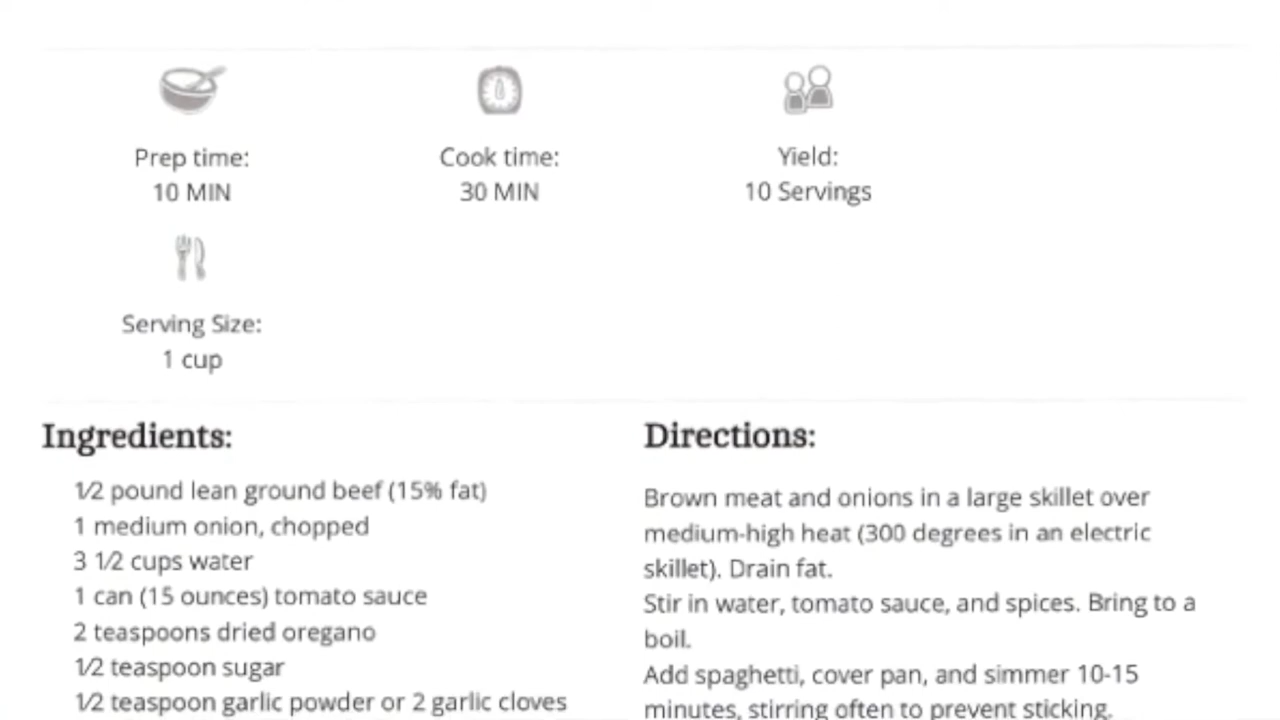 Prep time:
10 MIN
Cook time:
30 MIN
Yield:
10 Servings
Serving Size:
1 cup
Ingredients:
1/2 pound lean ground beef (15% fat)
1 medium onion, chopped
3 1/2 cups water
1 can (15 ounces) tomato sauce
2 teaspoons dried oregano
1/2 teaspoon sugar
1/2 teaspoon garlic powder or 2 garlic cloves
Directions:
Brown meat and onions in a large skillet over
medium-high heat (300 degrees in an electric
skillet). Drain fat.
Stir in water, tomato sauce, and spices. Bring to a
boil.
Add spaghetti, cover pan, and simmer 10-15
minutes, stirring often to prevent sticking.